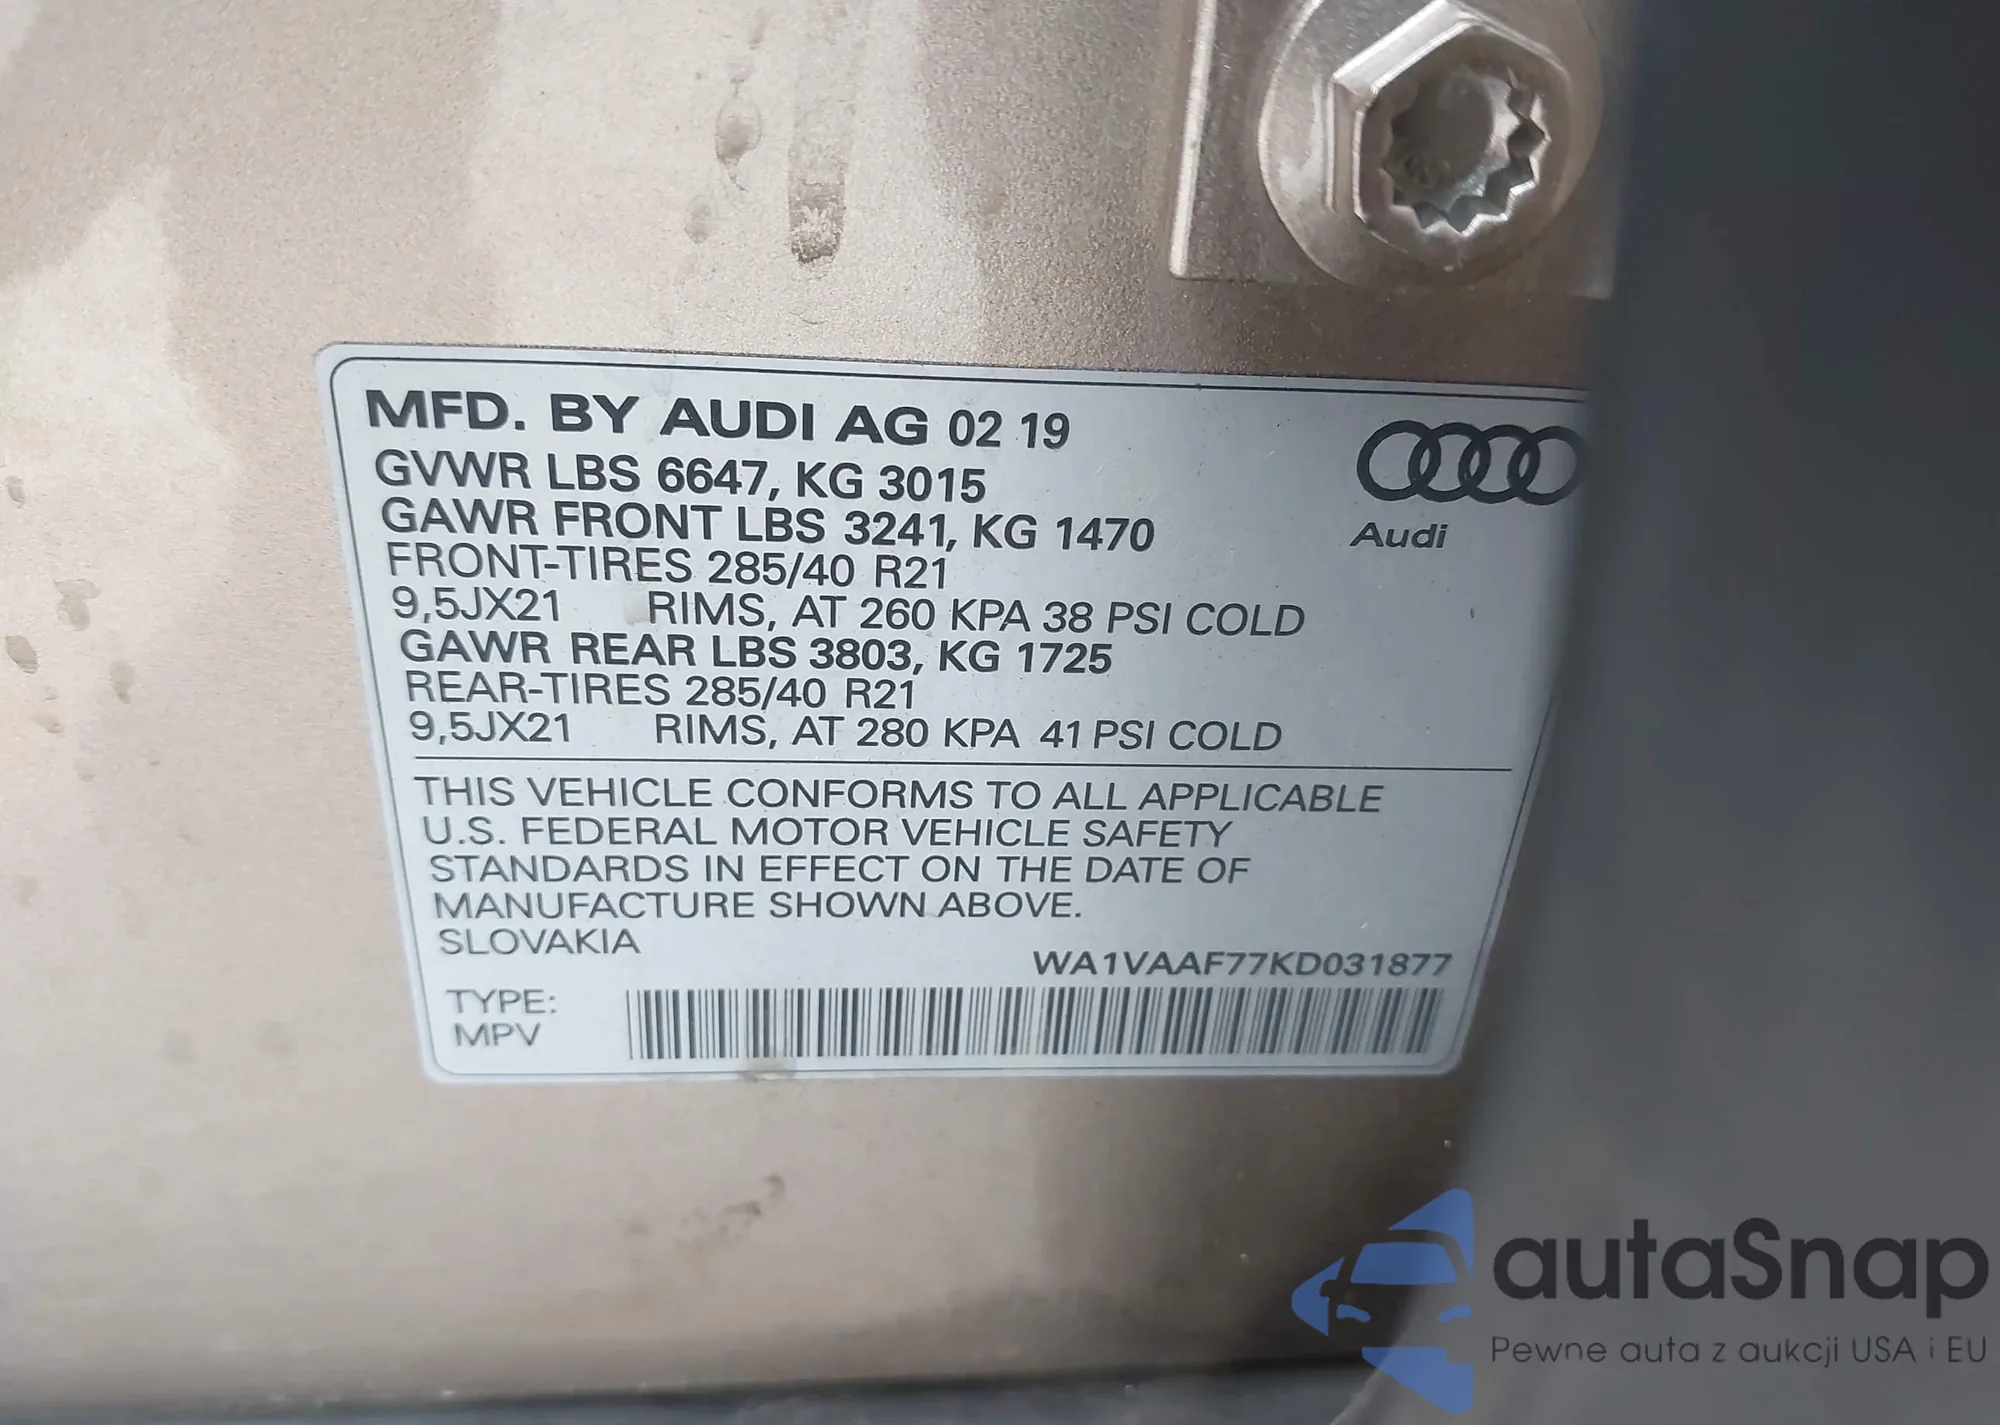 MFD. BY AUDI AG 02 19
GVWR LBS 6647, KG 3015
GAWR FRONT LBS 3241, KG 1470
FRONT-TIRES 285/40 R21
9,5JX21 RIMS, AT 260 KPA 38 PSI COLD
GAWR REAR LBS 3803, KG 1725
REAR-TIRES 285/40 R21
9,5JX21 RIMS, AT 280 KPA 41 PSI COLD
Audi
THIS VEHICLE CONFORMS TO ALL APPLICABLE
U.S. FEDERAL MOTOR VEHICLE SAFETY
STANDARDS IN EFFECT ON THE DATE OF
MANUFACTURE SHOWN ABOVE.
SLOVAKIA
WA1VAAF77KD031877
TYPE:
MPV
autaSnap
Pewne auta z aukcji USA i EU